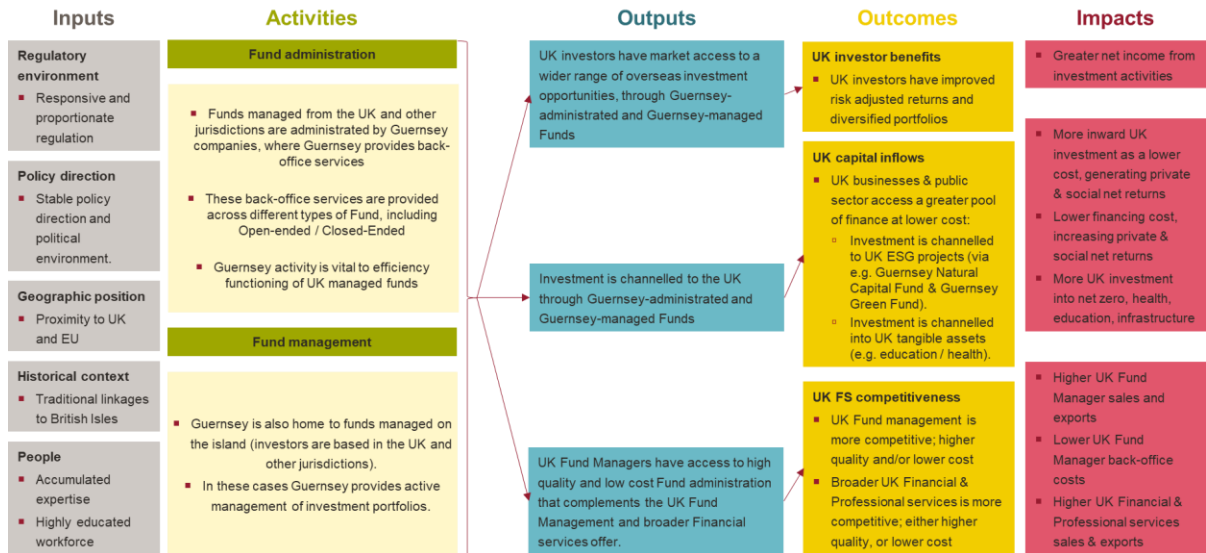 Inputs
Activities
Outputs
Outcomes
Impacts
Regulatory
environment
Responsive and
proportionate
regulation
Policy direction
Stable policy
direction and
political
environment.
Geographic position
Proximity to UK
and EU
Historical context
Traditional linkages
to British Isles
People
Accumulated
expertise
Highly educated
workforce
Fund administration
Funds managed from the UK and other
jurisdictions are administrated by Guernsey
companies, where Guernsey provides back-
office services
These back-office services are provided
across different types of Fund, including
Open-ended / Closed-Ended
Guernsey activity is vital to efficiency
functioning of UK managed funds
Fund management
Guernsey is also home to funds managed on
the island (investors are based in the UK and
other jurisdictions).
In these cases Guernsey provides active
management of investment portfolios.
UK investors have market access to a
wider range of overseas investment
opportunities, through Guernsey-
administrated and Guernsey-managed
Funds
Investment is channelled to the UK
through Guernsey-administrated and
Guernsey-managed Funds
UK Fund Managers have access to high
quality and low cost Fund administration
that complements the UK Fund
Management and broader Financial
services offer.
UK investor benefits
UK investors have improved
risk adjusted returns and
diversified portfolios
UK capital inflows
UK businesses & public
sector access a greater pool
of finance at lower cost:
Investment is channelled
to UK ESG projects (via
e.g. Guernsey Natural
Capital Fund & Guernsey
Green Fund).
Investment is channelled
into UK tangible assets
(e.g. education / health).
UK FS competitiveness
UK Fund management is
more competitive; higher
quality and/or lower cost
Broader UK Financial &
Professional services is more
competitive; either higher
quality, or lower cost
Greater net income from
investment activities
More inward UK
investment as a lower
cost, generating private
& social net returns
Lower financing cost,
increasing private &
social net returns
More UK investment
into net zero, health,
education, infrastructure
Higher UK Fund
Manager sales and
exports
Lower UK Fund
Manager back-office
costs
Higher UK Financial &
Professional services
sales & exports